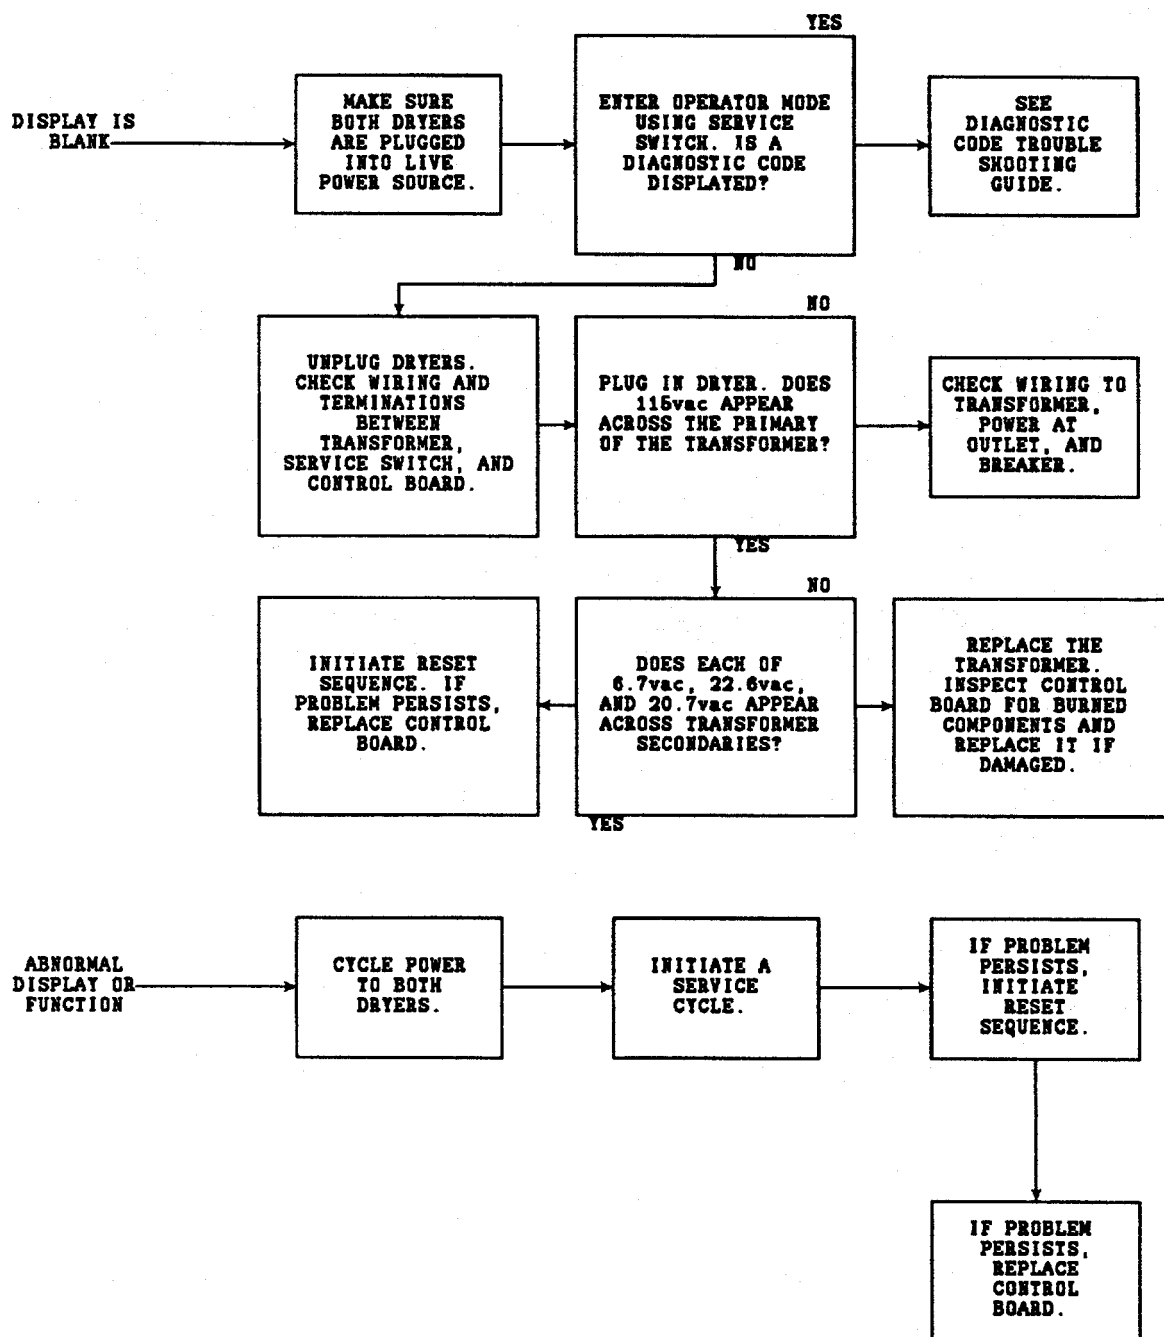 YES
DISPLAY IS
BLANK
MAKE SURE
BOTH DRYERS
ARE PLUGGED
INTO LIVE
POWER SOURCE.
ENTER OPERATOR MODE
USING SERVICE
SWITCH. IS A
DIAGNOSTIC CODE
DISPLAYED?
SEE
DIAGNOSTIC
CODE TROUBLE
SHOOTING
GUIDE.
NO
NO
UNPLUG DRYERS.
CHECK WIRING AND
TERMINATIONS
BETWEEN
TRANSFORMER,
SERVICE SWITCH, AND
CONTROL BOARD.
PLUG IN DRYER. DOES
115vac APPEAR
ACROSS THE PRIMARY
OF THE TRANSFORMER?
CHECK WIRING TO
TRANSFORMER,
POWER AT
OUTLET, AND
BREAKER.
YES
NO
INITIATE RESET
SEQUENCE. IF
PROBLEM PERSISTS,
REPLACE CONTROL
BOARD.
DOES EACH OF
6.7vac, 22.6vac,
AND 20.7vac APPEAR
ACROSS TRANSFORMER
SECONDARIES?
REPLACE THE
TRANSFORMER.
INSPECT CONTROL
BOARD FOR BURNED
COMPONENTS AND
REPLACE IT IF
DAMAGED.
YES
ABNORMAL
DISPLAY OR
FUNCTION
CYCLE POWER
TO BOTH
DRYERS.
INITIATE A
SERVICE
CYCLE.
IF PROBLEM
PERSISTS,
INITIATE
RESET
SEQUENCE.
IF PROBLEM
PERSISTS,
REPLACE
CONTROL
BOARD.